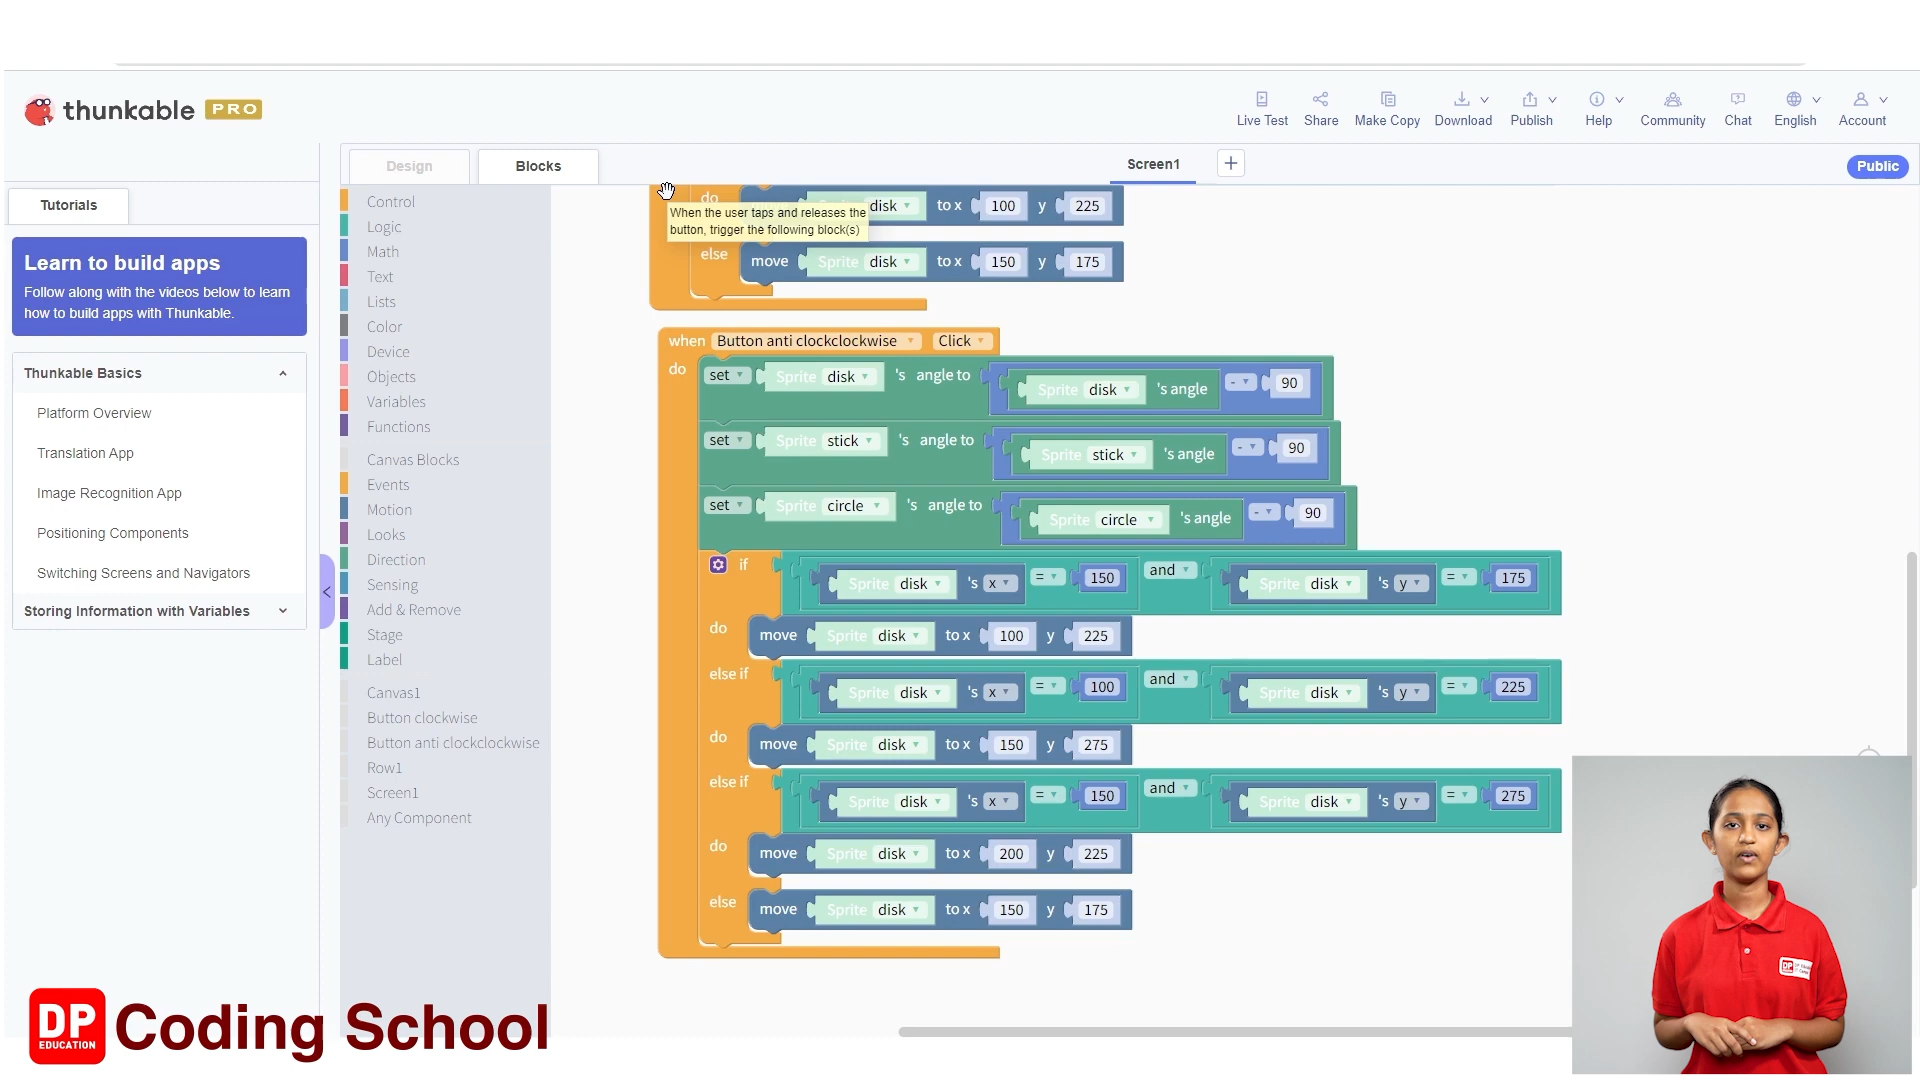 thunkable PRO
Live Test Share Make Copy Download Publish Help Community Chat English Account
Design Blocks Screen1 + Public
Tutorials
Learn to build apps
Follow along with the videos below to learn
how to build apps with Thunkable.
Thunkable Basics
Platform Overview
Translation App
Image Recognition App
Positioning Components
Switching Screens and Navigators
Storing Information with Variables
Control
Logic
Math
Text
Lists
Color
Device
Objects
Variables
Functions
Canvas Blocks
Events
Motion
Looks
Direction
Sensing
Add & Remove
Stage
Label
Canvas1
Button clockwise
Button anti clockclockwise
Row1
Screen1
Any Component
do disk to x 100 y 225
When the user taps and releases the
button, trigger the following block(s)
else move Sprite disk to x 150 y 175
when Button anti clockclockwise Click
do set Sprite disk 's angle to Sprite disk 's angle - 90
set Sprite stick 's angle to Sprite stick 's angle - 90
set Sprite circle 's angle to Sprite circle 's angle - 90
if Sprite disk 's x = 150 and Sprite disk 's y = 175
do move Sprite disk to x 100 y 225
else if Sprite disk 's x = 100 and Sprite disk 's y = 225
do move Sprite disk to x 150 y 275
else if Sprite disk 's x = 150 and Sprite disk 's y = 275
do move Sprite disk to x 200 y 225
else move Sprite disk to x 150 y 175
DP
EDUCATION
Coding School
DP